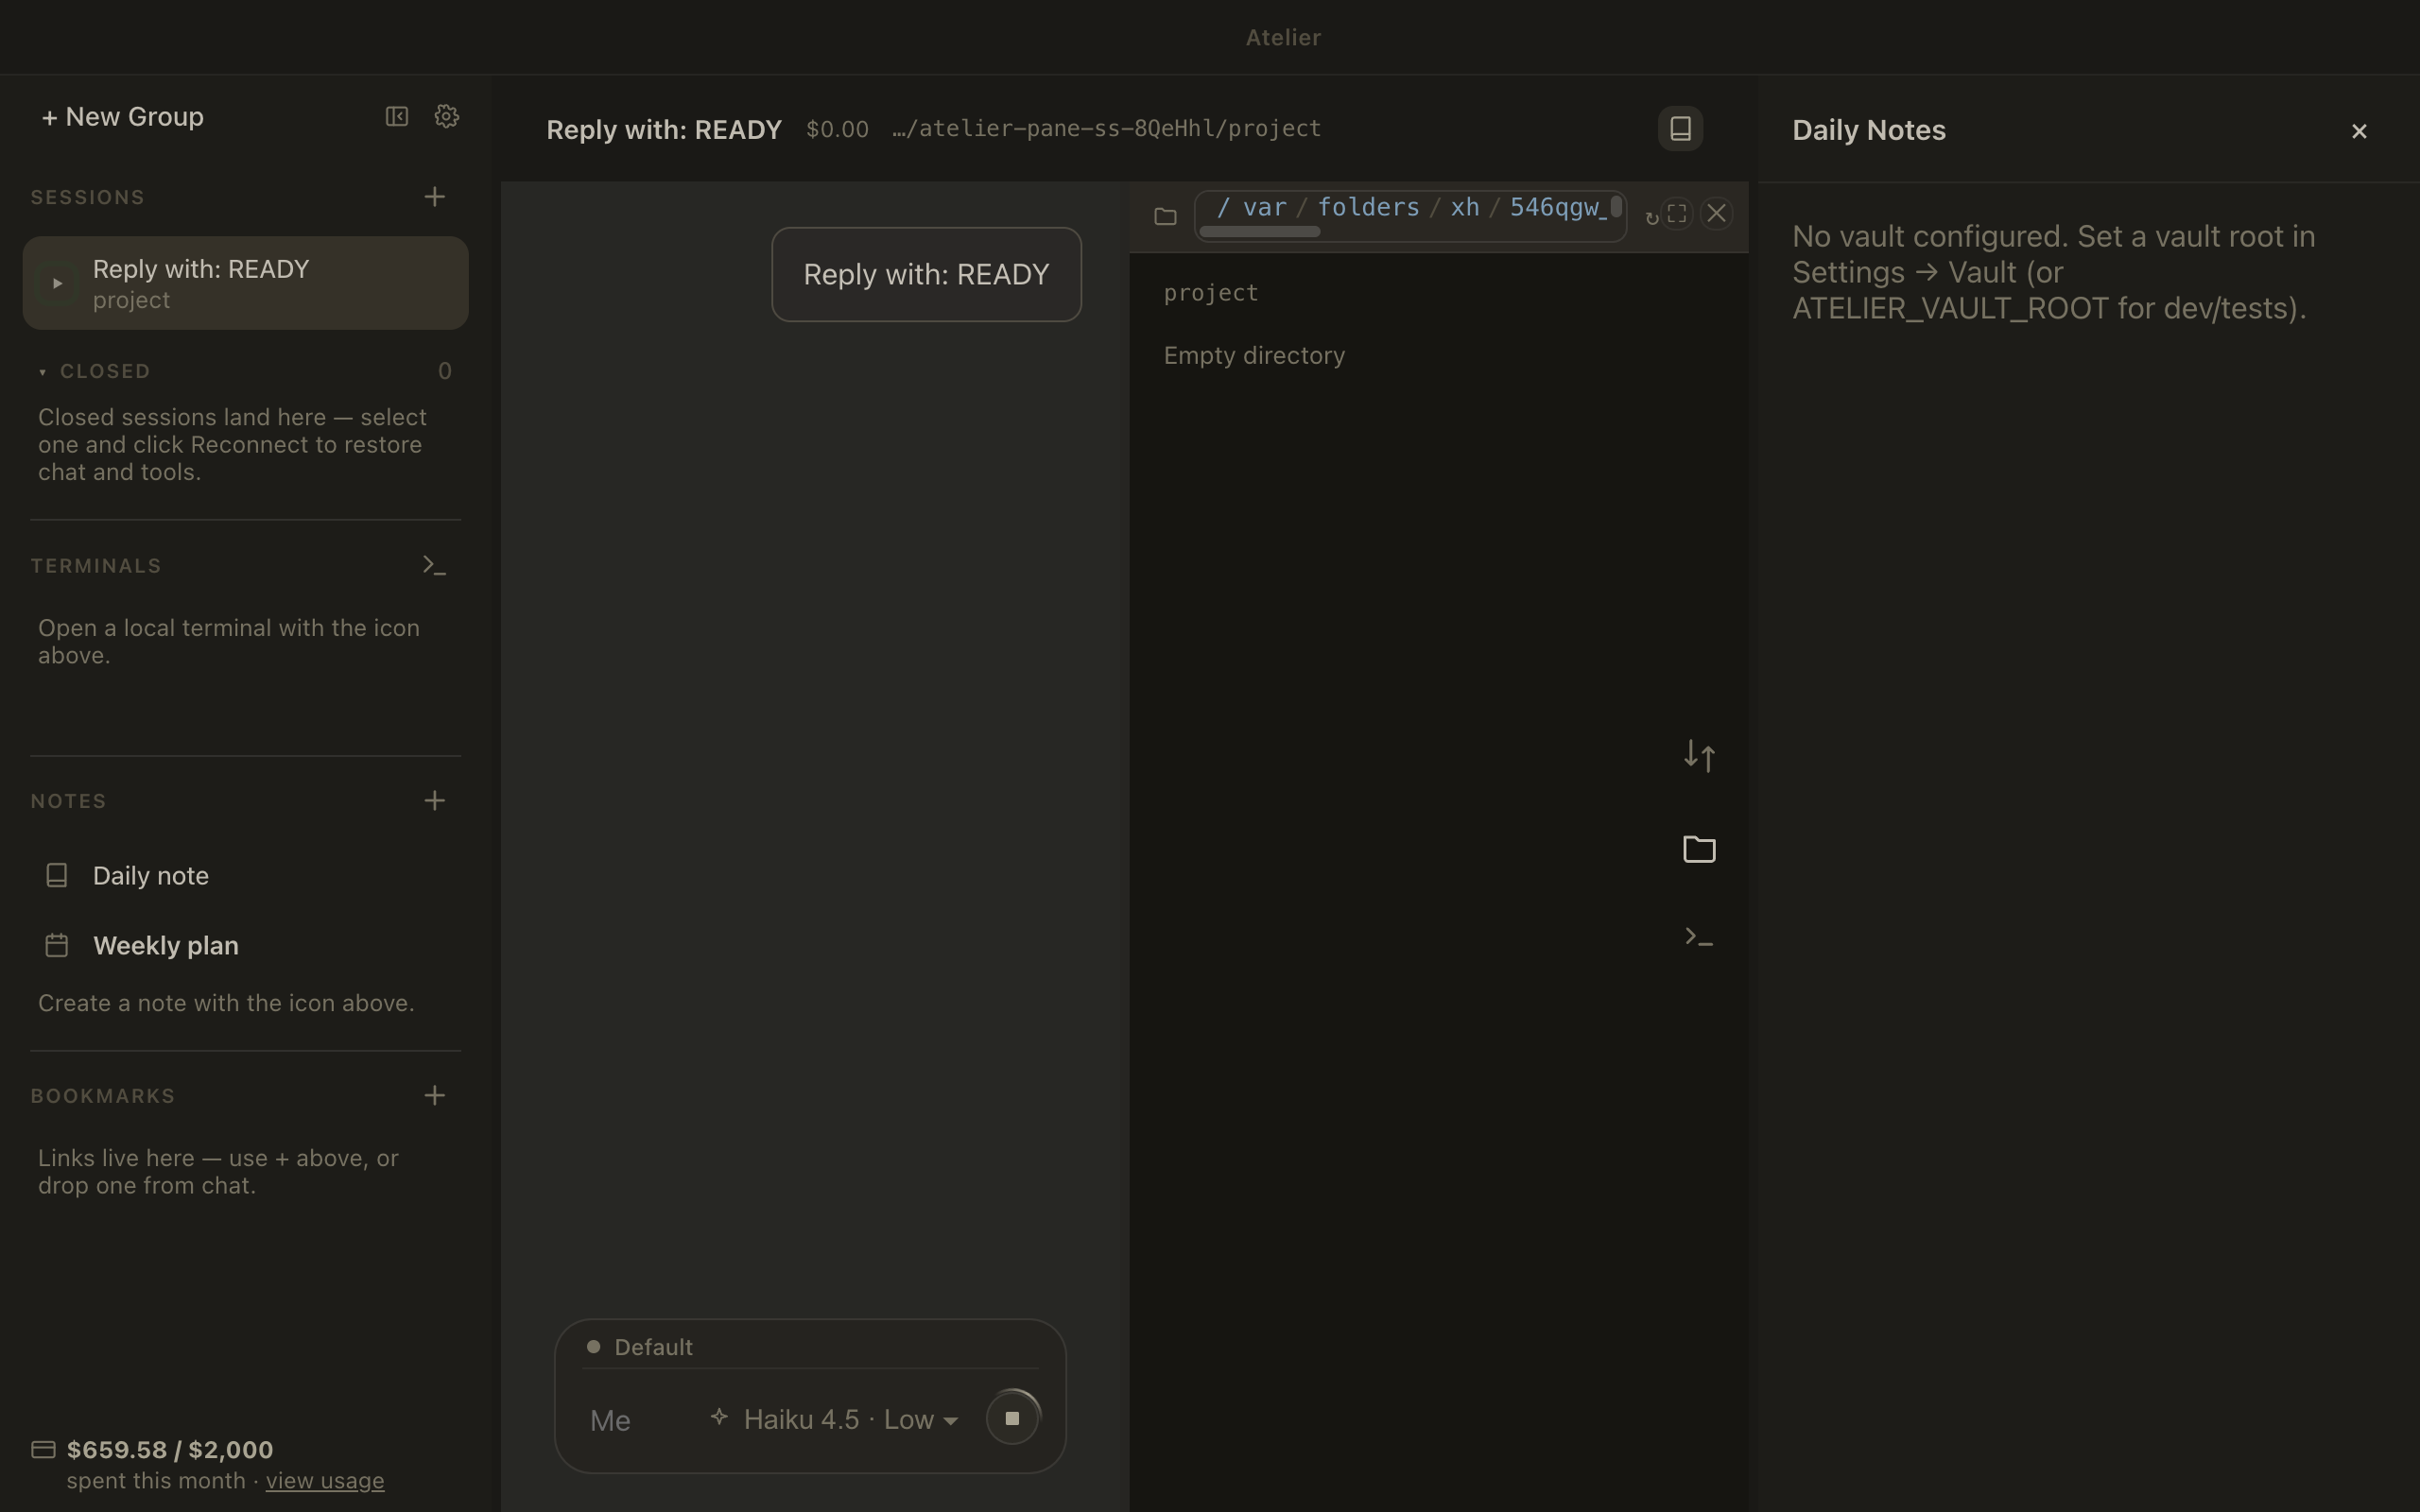 Atelier
+ New Group
SESSIONS
Reply with: READY
project
CLOSED 0
Closed sessions land here — select
one and click Reconnect to restore
chat and tools.
TERMINALS
Open a local terminal with the icon
above.
NOTES
Daily note
Weekly plan
Create a note with the icon above.
BOOKMARKS
Links live here — use + above, or
drop one from chat.
$659.58 / $2,000
spent this month · view usage
Reply with: READY $0.00 …/atelier-pane-ss-8QeHhl/project
Reply with: READY
Default
Me Haiku 4.5 · Low
/ var / folders / xh / 546qgw_
project
Empty directory
Daily Notes
No vault configured. Set a vault root in
Settings → Vault (or
ATELIER_VAULT_ROOT for dev/tests).